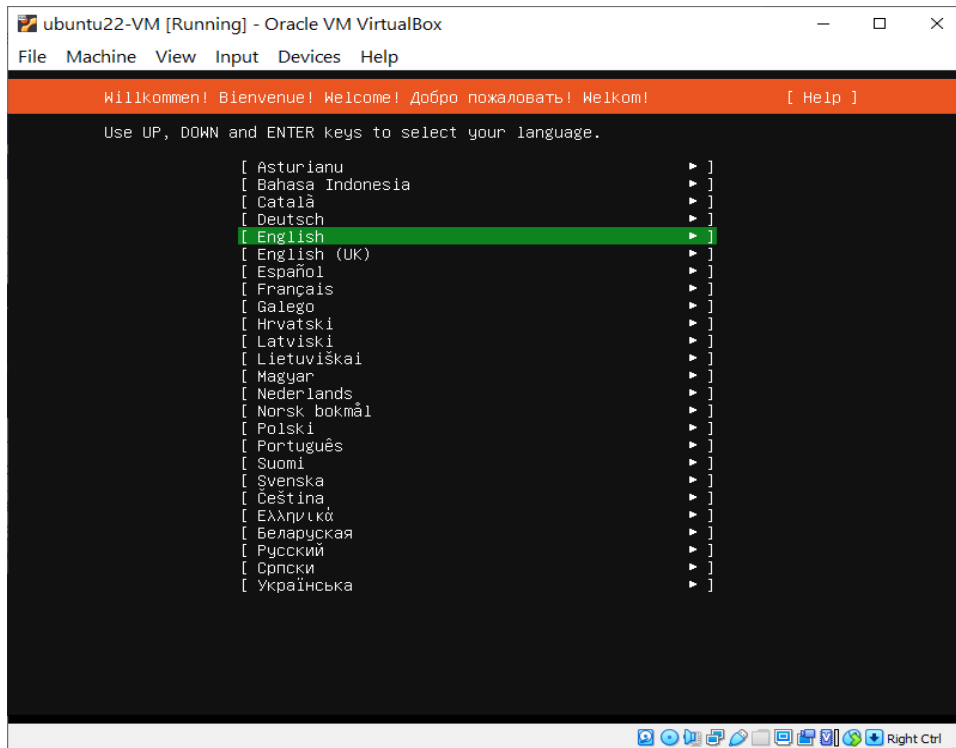 ubuntu22-VM [Running] - Oracle VM VirtualBox
File Machine View Input Devices Help
Willkommen! Bienvenue! Welcome! Добро пожаловать! Welkom! [ Help ]
Use UP, DOWN and ENTER keys to select your language.
[ Asturianu ► ]
[ Bahasa Indonesia ► ]
[ Català ► ]
[ Deutsch ► ]
[ English ► ]
[ English (UK) ► ]
[ Español ► ]
[ Français ► ]
[ Galego ► ]
[ Hrvatski ► ]
[ Latviski ► ]
[ Lietuviškai ► ]
[ Magyar ► ]
[ Nederlands ► ]
[ Norsk bokmål ► ]
[ Polski ► ]
[ Português ► ]
[ Suomi ► ]
[ Svenska ► ]
[ Čeština ► ]
[ Ελληνικά ► ]
[ Беларуская ► ]
[ Русский ► ]
[ Српски ► ]
[ Українська ► ]
Right Ctrl